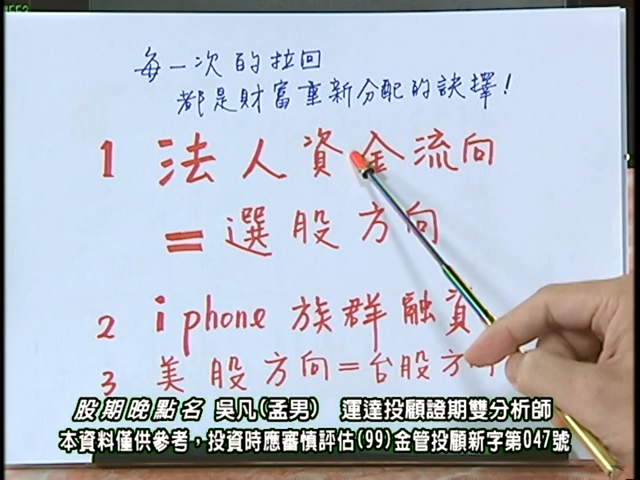 每一次的拉回
都是財富重新分配的訣擇!
1 法人資金流向
=選股方向
2 iphone 族群融資
3 美股方向=台股方
股期晚點名 吳凡(孟男) 運達投顧證期雙分析師
本資料僅供參考,投資時應審慎評估(99)金管投顧新字第047號